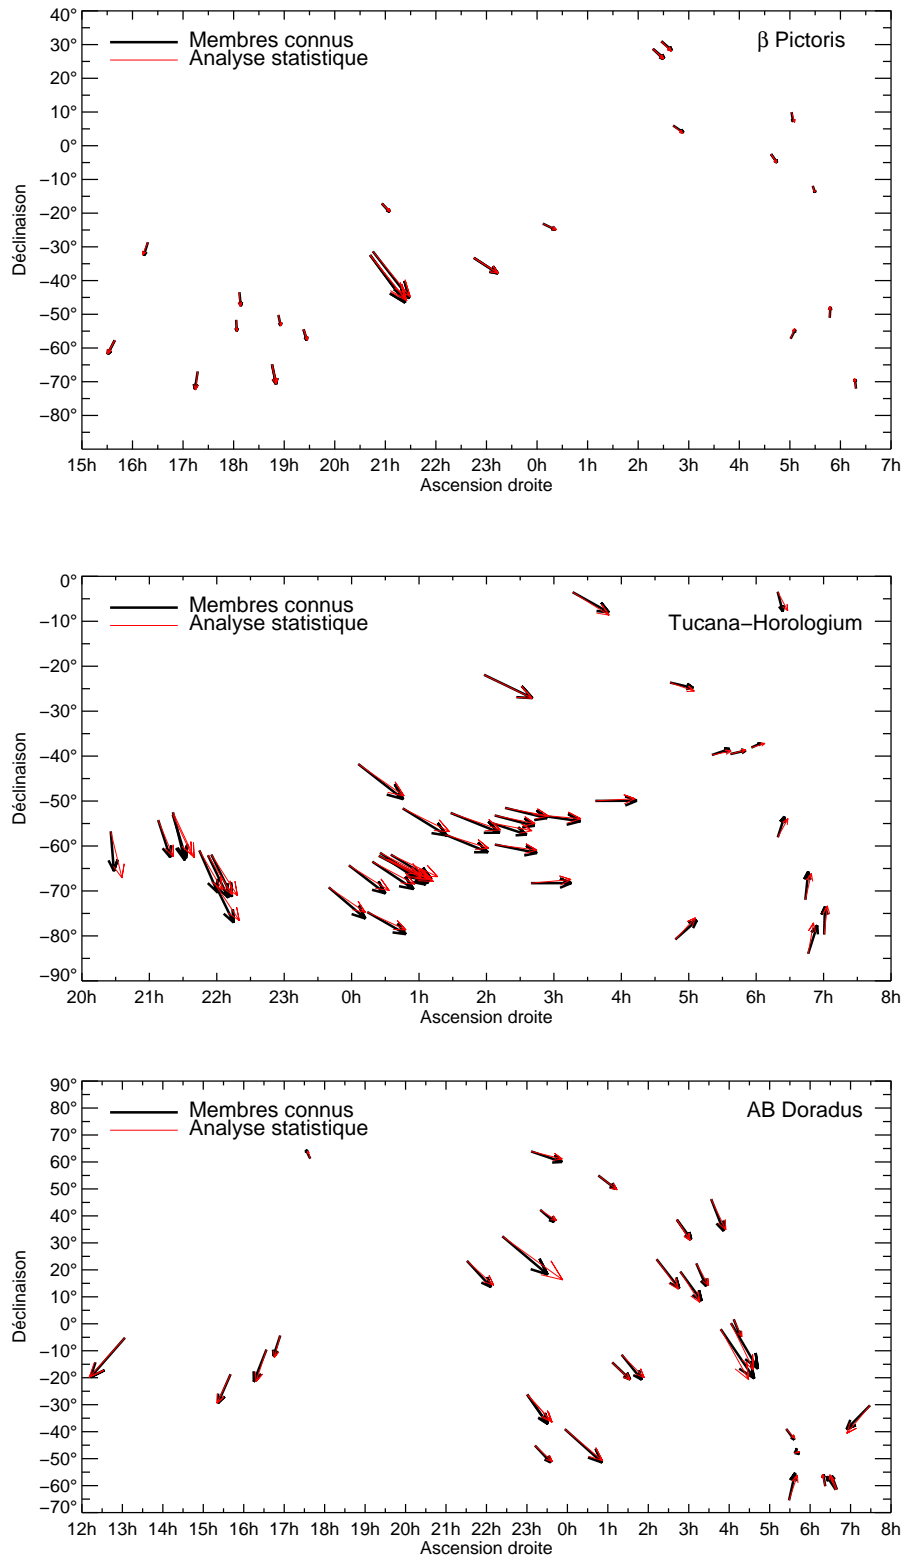 Membres connus
Analyse statistique
β Pictoris
Déclinaison
30°
20°
10°
0°
−10°
−20°
−30°
−40°
−50°
−60°
−70°
−80°
15h 16h 17h 18h 19h 20h 21h 22h 23h 0h 1h 2h 3h 4h 5h 6h 7h
Ascension droite
40°
Membres connus
Analyse statistique
Tucana−Horologium
Déclinaison
0°
−10°
−20°
−30°
−40°
−50°
−60°
−70°
−80°
−90°
20h 21h 22h 23h 0h 1h 2h 3h 4h 5h 6h 7h 8h
Ascension droite
Membres connus
Analyse statistique
AB Doradus
Déclinaison
90°
80°
70°
60°
50°
40°
30°
20°
10°
0°
−10°
−20°
−30°
−40°
−50°
−60°
−70°
12h 13h 14h 15h 16h 17h 18h 19h 20h 21h 22h 23h 0h 1h 2h 3h 4h 5h 6h 7h 8h
Ascension droite